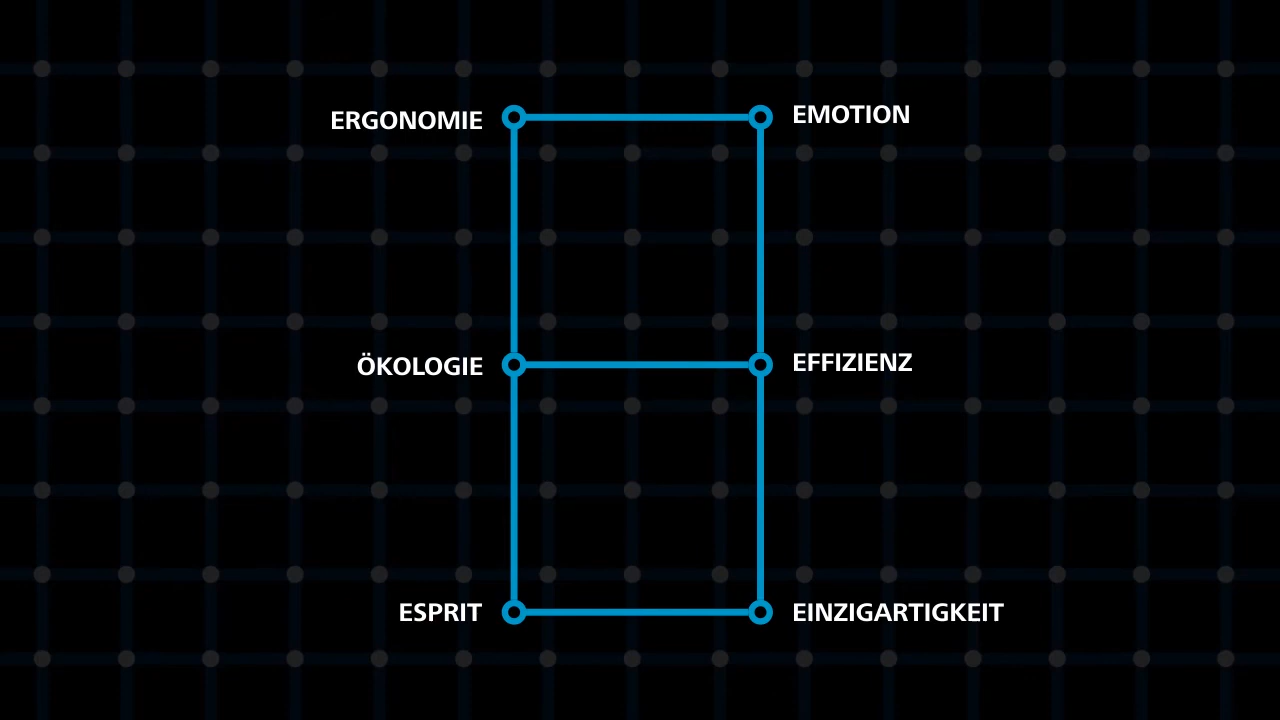 ERGONOMIE
EMOTION
ÖKOLOGIE
EFFIZIENZ
ESPRIT
EINZIGARTIGKEIT